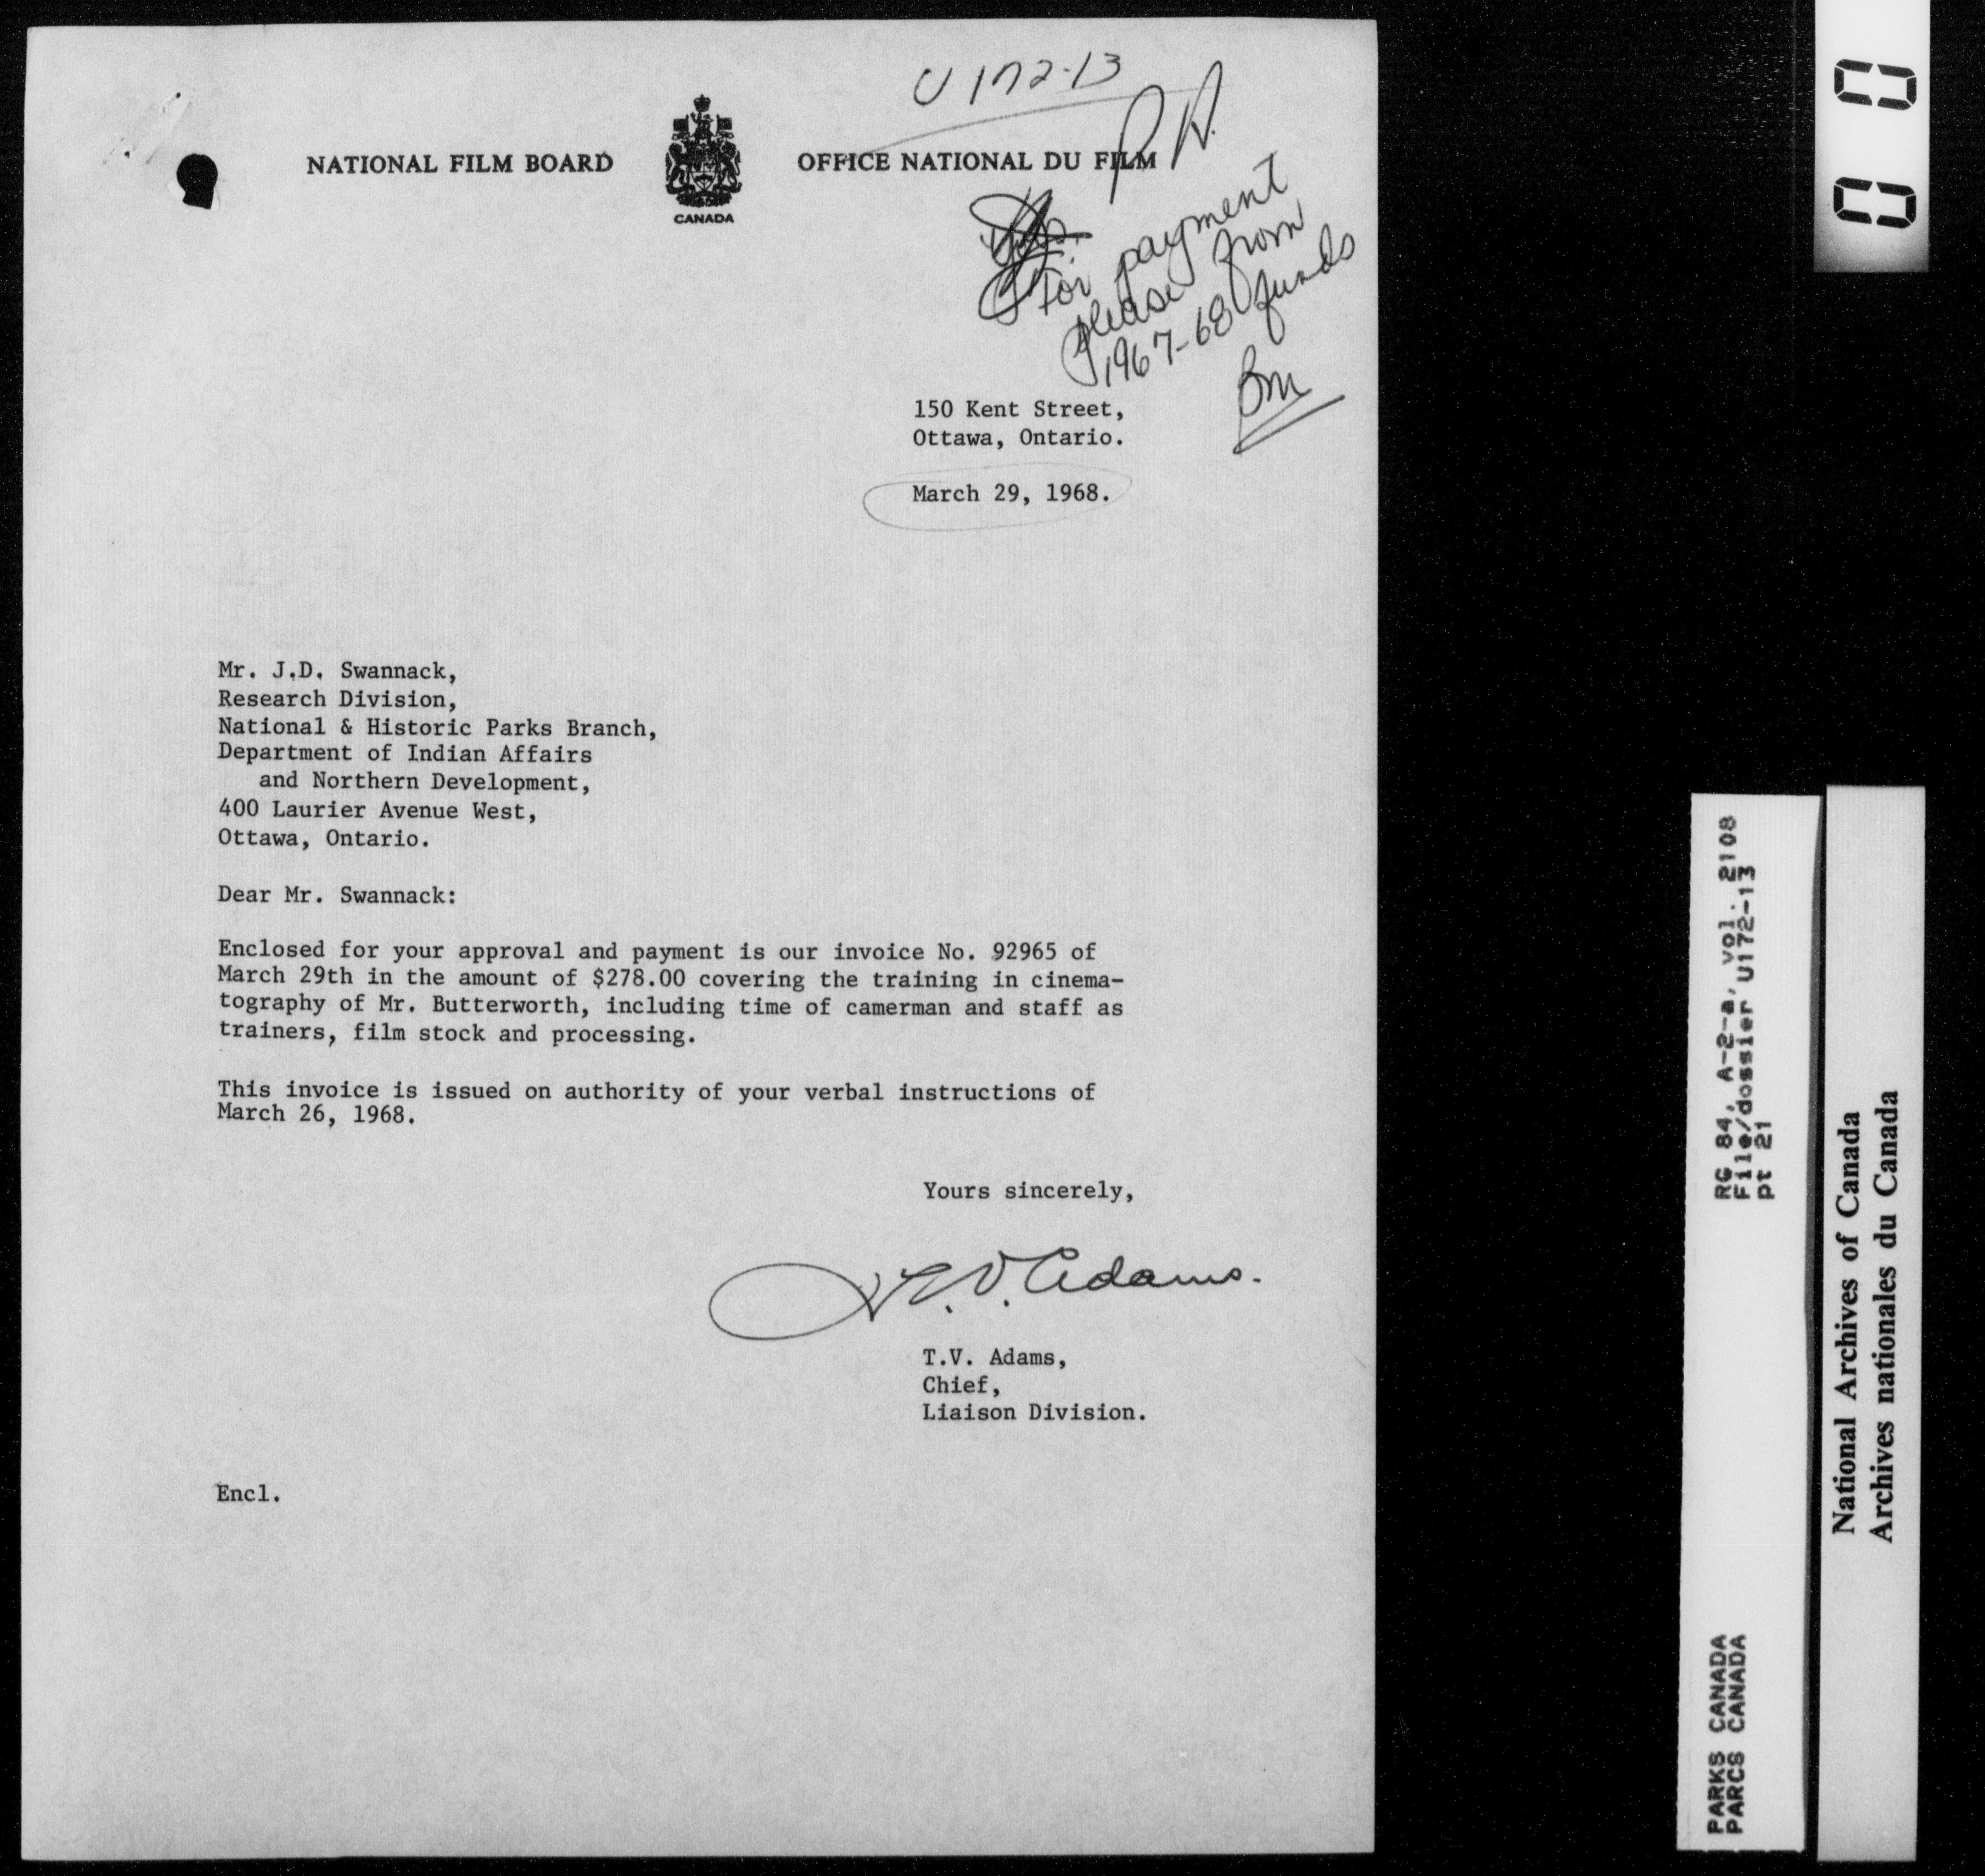 U 172-13
P.A.
NATIONAL FILM BOARD
CANADA
OFFICE NATIONAL DU FILM
For payment
please from
1967-68 funds
Bm
150 Kent Street,
Ottawa, Ontario.
March 29, 1968.
Mr. J.D. Swannack,
Research Division,
National & Historic Parks Branch,
Department of Indian Affairs
and Northern Development,
400 Laurier Avenue West,
Ottawa, Ontario.
Dear Mr. Swannack:
Enclosed for your approval and payment is our invoice No. 92965 of
March 29th in the amount of $278.00 covering the training in cinema-
tography of Mr. Butterworth, including time of camerman and staff as
trainers, film stock and processing.
This invoice is issued on authority of your verbal instructions of
March 26, 1968.
Yours sincerely,
T.V. Adams.
T.V. Adams,
Chief,
Liaison Division.
Encl.
00
00
RG 84, A-2-a, vol. 2108
File/dossier U172-13
pt 21
PARKS CANADA
PARCS CANADA
National Archives of Canada
Archives nationales du Canada